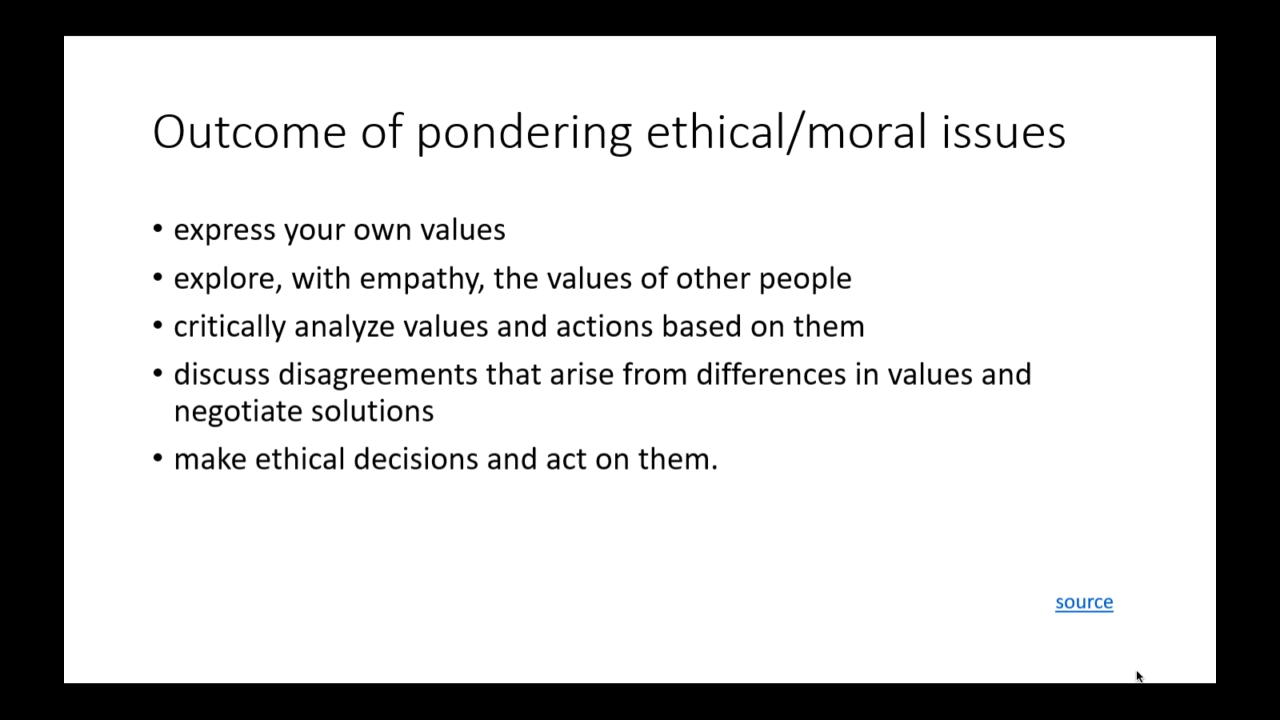 Outcome of pondering ethical/moral issues
• express your own values
• explore, with empathy, the values of other people
• critically analyze values and actions based on them
• discuss disagreements that arise from differences in values and
negotiate solutions
• make ethical decisions and act on them.
source